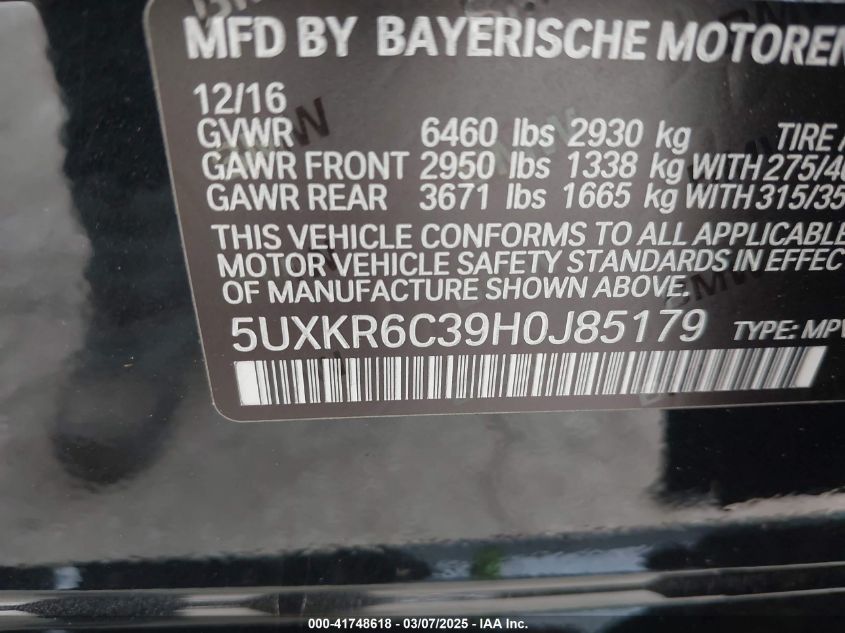 MFD BY BAYERISCHE MOTOREN
12/16
GVWR 6460 lbs 2930 kg TIRE
GAWR FRONT 2950 lbs 1338 kg WITH 275/40
GAWR REAR 3671 lbs 1665 kg WITH 315/35
THIS VEHICLE CONFORMS TO ALL APPLICABLE
MOTOR VEHICLE SAFETY STANDARDS IN EFFEC
OF MANUFACTURE SHOWN ABOVE.
5UXKR6C39H0J85179 TYPE: MPV
000-41748618 - 03/07/2025 - IAA Inc.